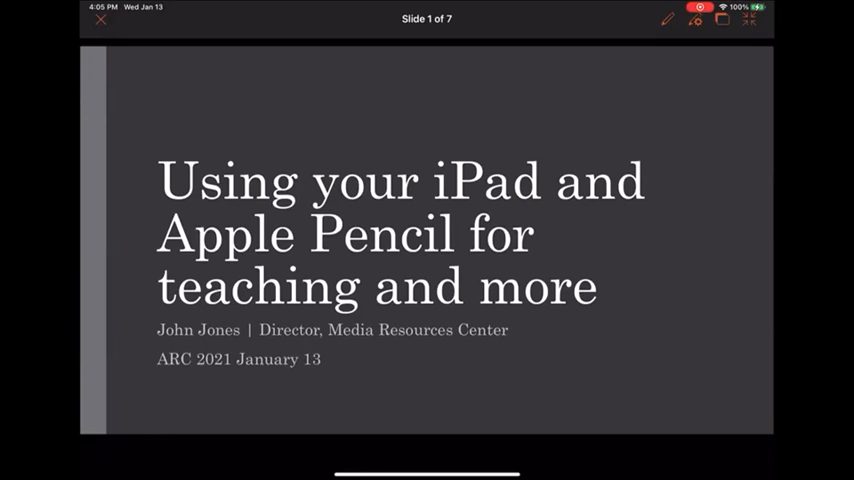 4:05 PM Wed Jan 13
100%
Slide 1 of 7
Using your iPad and
Apple Pencil for
teaching and more
John Jones | Director, Media Resources Center
ARC 2021 January 13